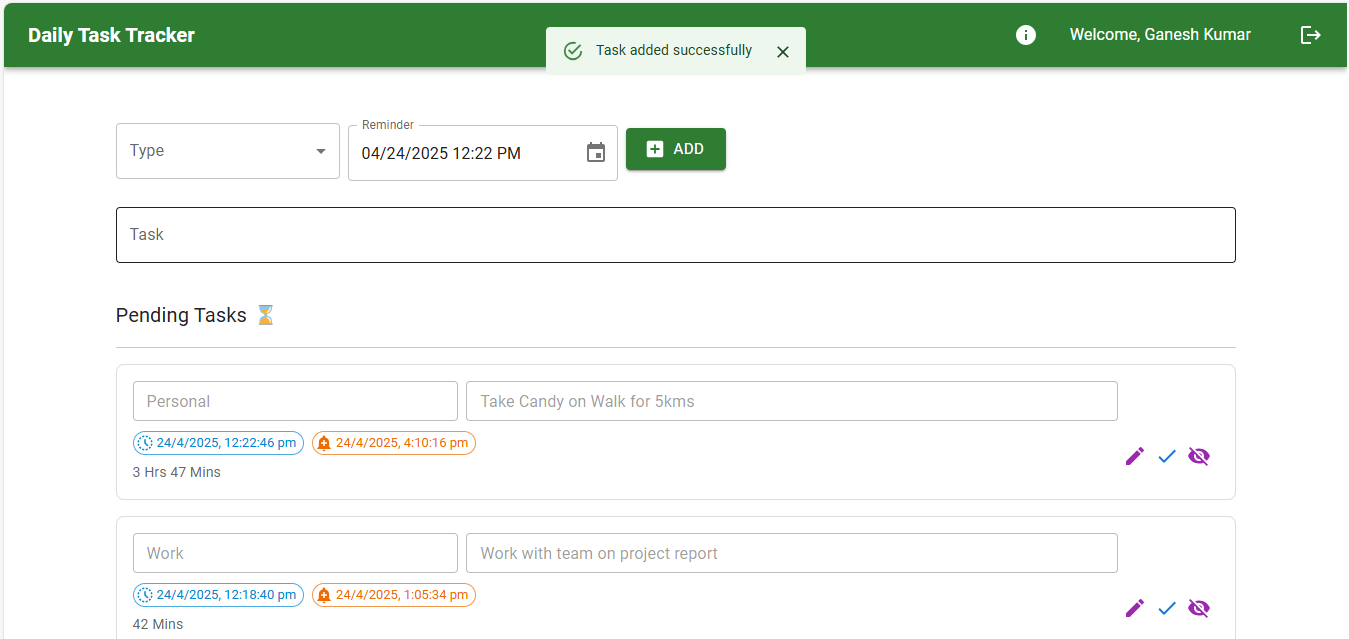 Daily Task Tracker
Task added successfully
Welcome, Ganesh Kumar
Type
Reminder
04/24/2025 12:22 PM
ADD
Task
Pending Tasks ⏳
Personal
Take Candy on Walk for 5kms
24/4/2025, 12:22:46 pm
24/4/2025, 4:10:16 pm
3 Hrs 47 Mins
Work
Work with team on project report
24/4/2025, 12:18:40 pm
24/4/2025, 1:05:34 pm
42 Mins